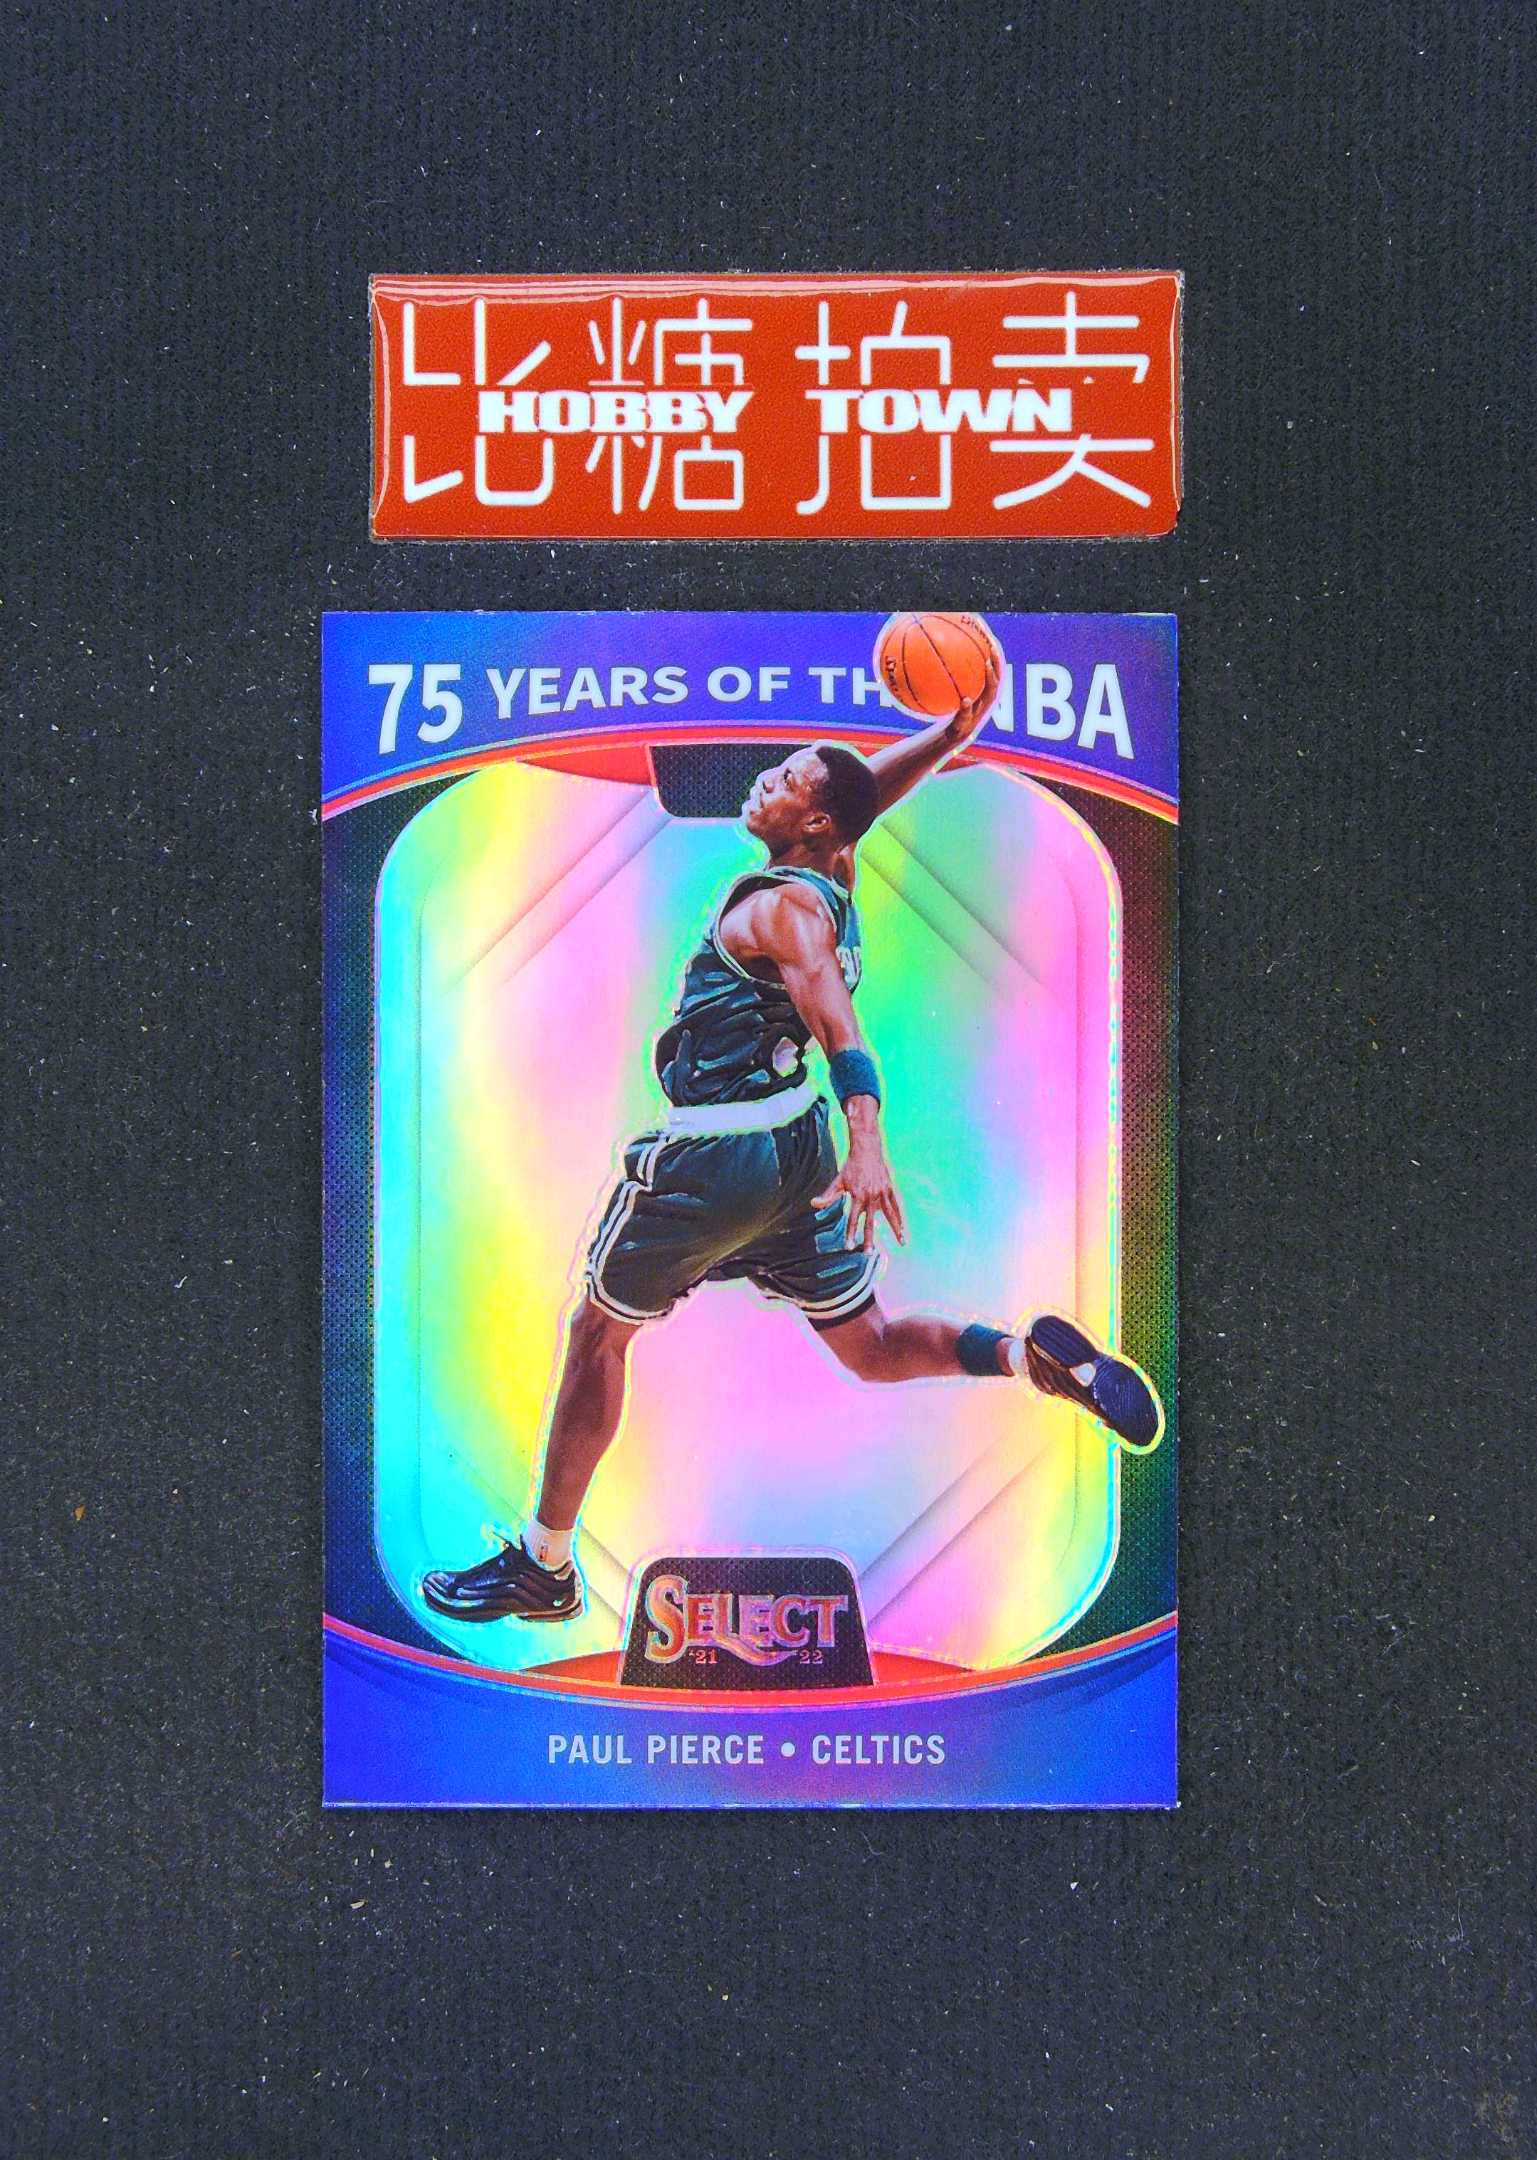 比糖拍卖
HOBBY TOWN
75 YEARS OF TH NBA
SELECT
'21 '22
PAUL PIERCE • CELTICS